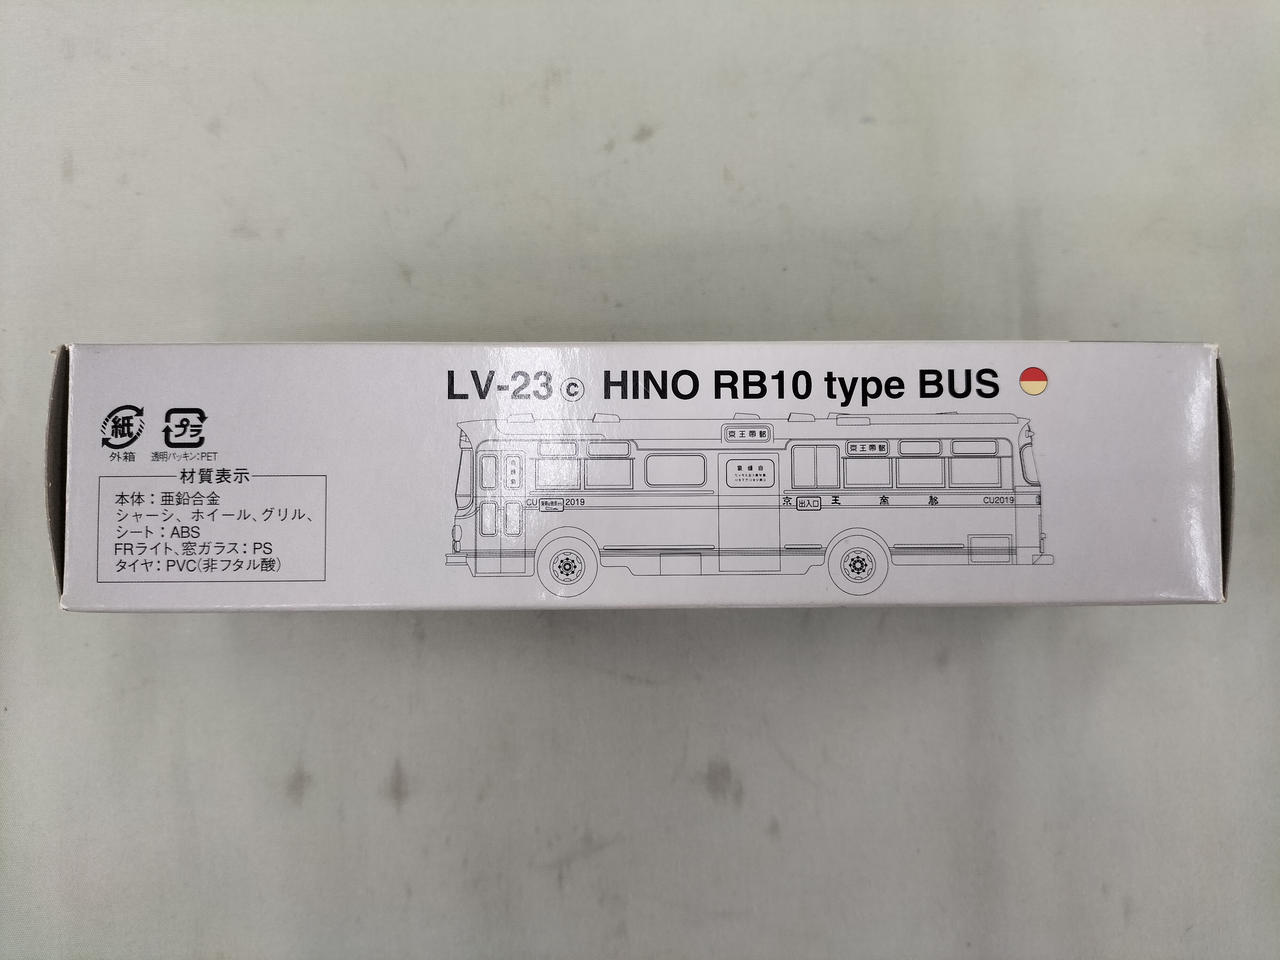 LV-23 ⓒ HINO RB10 type BUS
紙
外箱
プラ
透明パッキン:PET
材質表示
本体:亜鉛合金
シャーシ、ホイール、グリル、
シート:ABS
FRライト、窓ガラス:PS
タイヤ:PVC(非フタル酸)
京王帝都
京王帝都
CU 2019
京 出入口 王 帝 都
CU2019